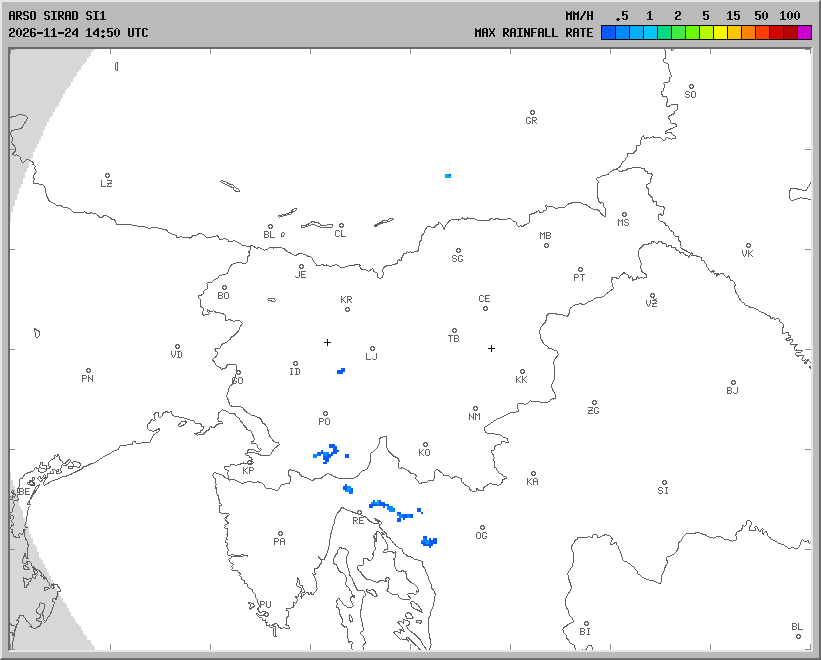 ARSO SIRAD SI1
MM/H .5 1 2 5 15 50 100
2026-11-24 14:50 UTC
MAX RAINFALL RATE
SO
GR
LZ
MS
BL
CL
MB
VK
SG
JE
PT
BO
KR
CE
VZ
TB
VD
LJ
ID
PN
GO
KK
BJ
ZG
NM
PO
KO
KP
KA
BE
SI
RE
OG
PA
PU
BI
BL